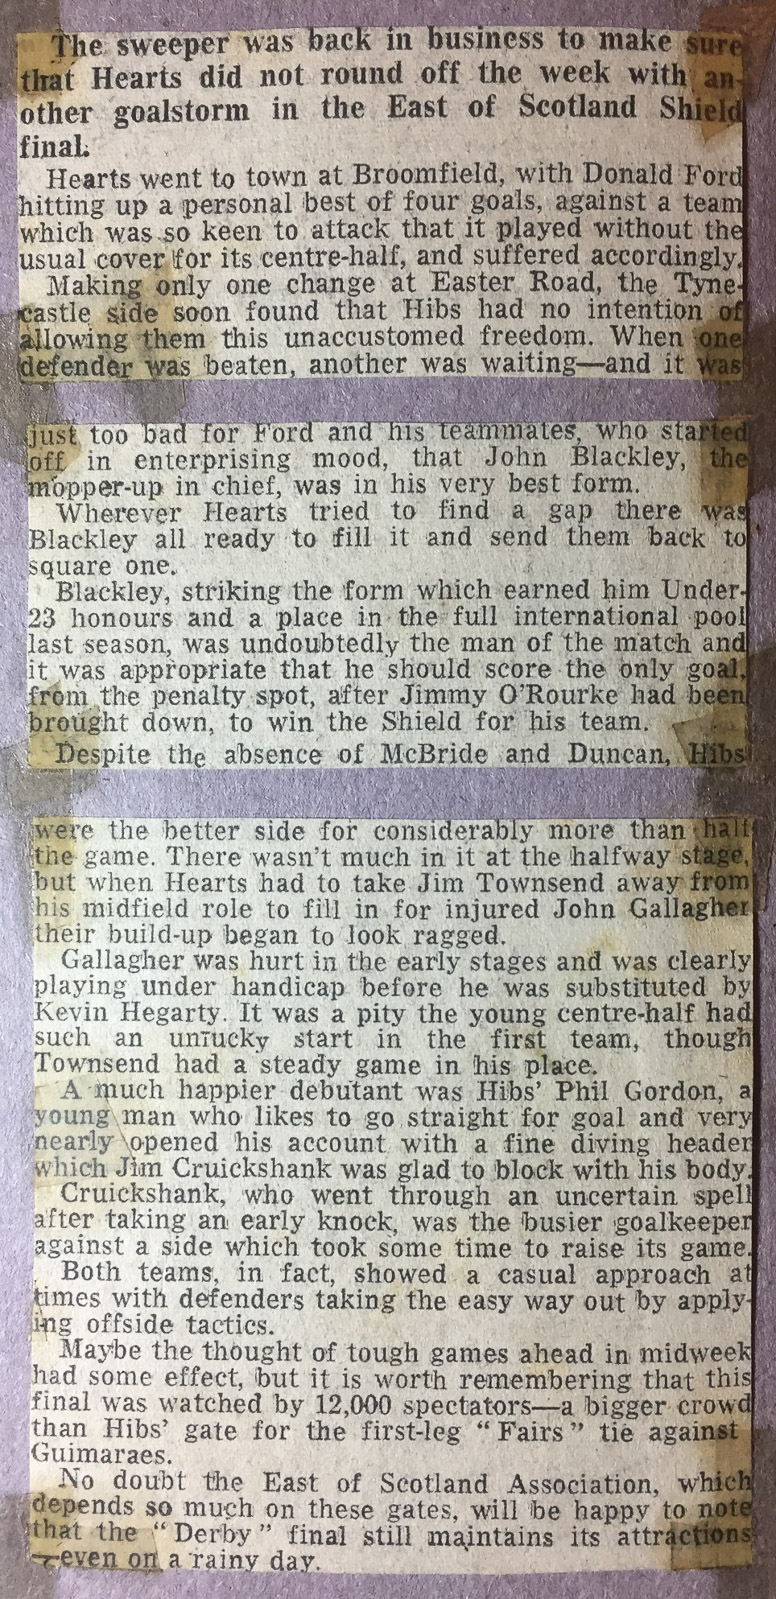 The sweeper was back in business to make sure
that Hearts did not round off the week with an-
other goalstorm in the East of Scotland Shield
final.
Hearts went to town at Broomfield, with Donald Ford
hitting up a personal best of four goals, against a team
which was so keen to attack that it played without the
usual cover for its centre-half, and suffered accordingly.
Making only one change at Easter Road, the Tyne-
castle side soon found that Hibs had no intention of
allowing them this unaccustomed freedom. When one
defender was beaten, another was waiting—and it was
just too bad for Ford and his teammates, who started
off in enterprising mood, that John Blackley, the
mopper-up in chief, was in his very best form.
Wherever Hearts tried to find a gap there was
Blackley all ready to fill it and send them back to
square one.
Blackley, striking the form which earned him Under-
23 honours and a place in the full international pool
last season, was undoubtedly the man of the match and
it was appropriate that he should score the only goal,
from the penalty spot, after Jimmy O'Rourke had been
brought down, to win the Shield for his team.
Despite the absence of McBride and Duncan, Hibs
were the better side for considerably more than half
the game. There wasn't much in it at the halfway stage,
but when Hearts had to take Jim Townsend away from
his midfield role to fill in for injured John Gallagher
their build-up began to look ragged.
Gallagher was hurt in the early stages and was clearly
playing under handicap before he was substituted by
Kevin Hegarty. It was a pity the young centre-half had
such an unlucky start in the first team, though
Townsend had a steady game in his place.
A much happier debutant was Hibs' Phil Gordon, a
young man who likes to go straight for goal and very
nearly opened his account with a fine diving header
which Jim Cruickshank was glad to block with his body.
Cruickshank, who went through an uncertain spell
after taking an early knock, was the busier goalkeeper
against a side which took some time to raise its game.
Both teams, in fact, showed a casual approach at
times with defenders taking the easy way out by apply-
ing offside tactics.
Maybe the thought of tough games ahead in midweek
had some effect, but it is worth remembering that this
final was watched by 12,000 spectators—a bigger crowd
than Hibs' gate for the first-leg "Fairs" tie against
Guimaraes.
No doubt the East of Scotland Association, which
depends so much on these gates, will be happy to note
that the "Derby" final still maintains its attractions
—even on a rainy day.